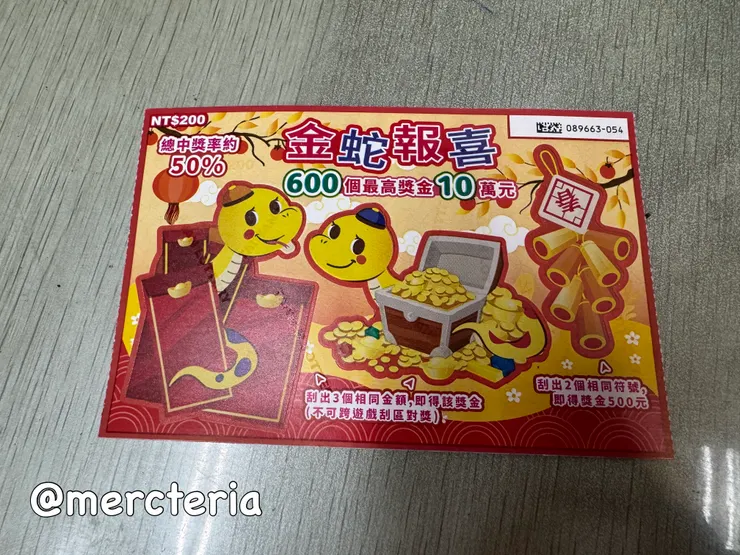 NT$200
總中獎率約
50%
金蛇報喜
600個最高獎金10萬元
089663-054
春
刮出3個相同金額,即得該獎金
(不可跨遊戲刮區對獎)
刮出2個相同符號,
即得獎金500元
@mercteria